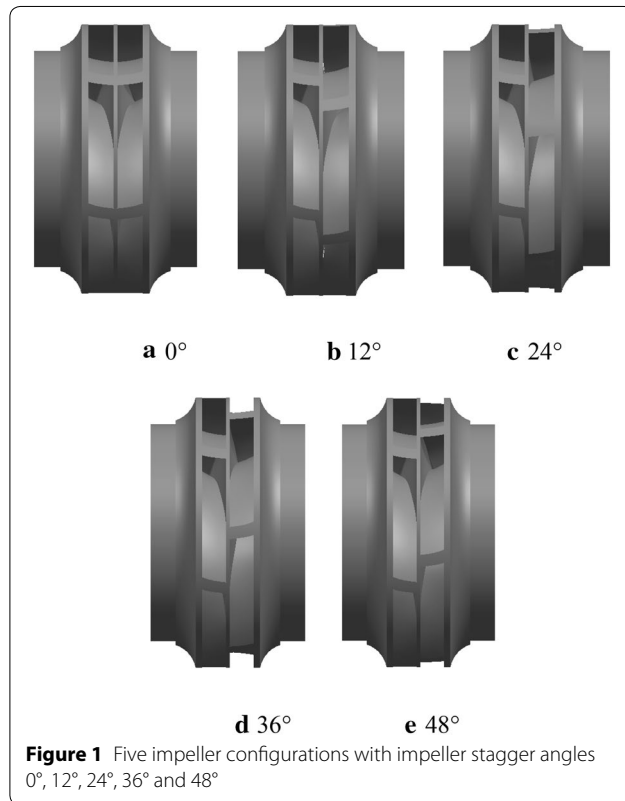 a 0° b 12° c 24°
d 36° e 48°
Figure 1 Five impeller configurations with impeller stagger angles
0°, 12°, 24°, 36° and 48°